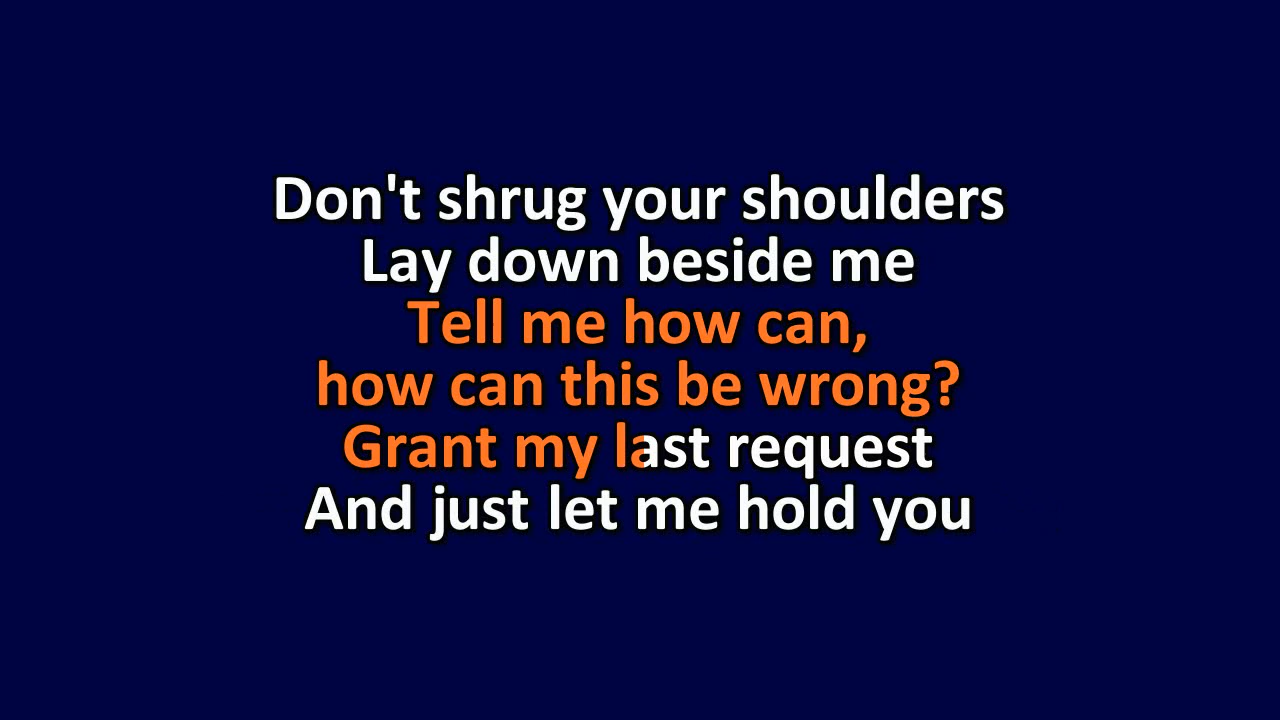 Don't shrug your shoulders
Lay down beside me
Tell me how can,
how can this be wrong?
Grant my last request
And just let me hold you